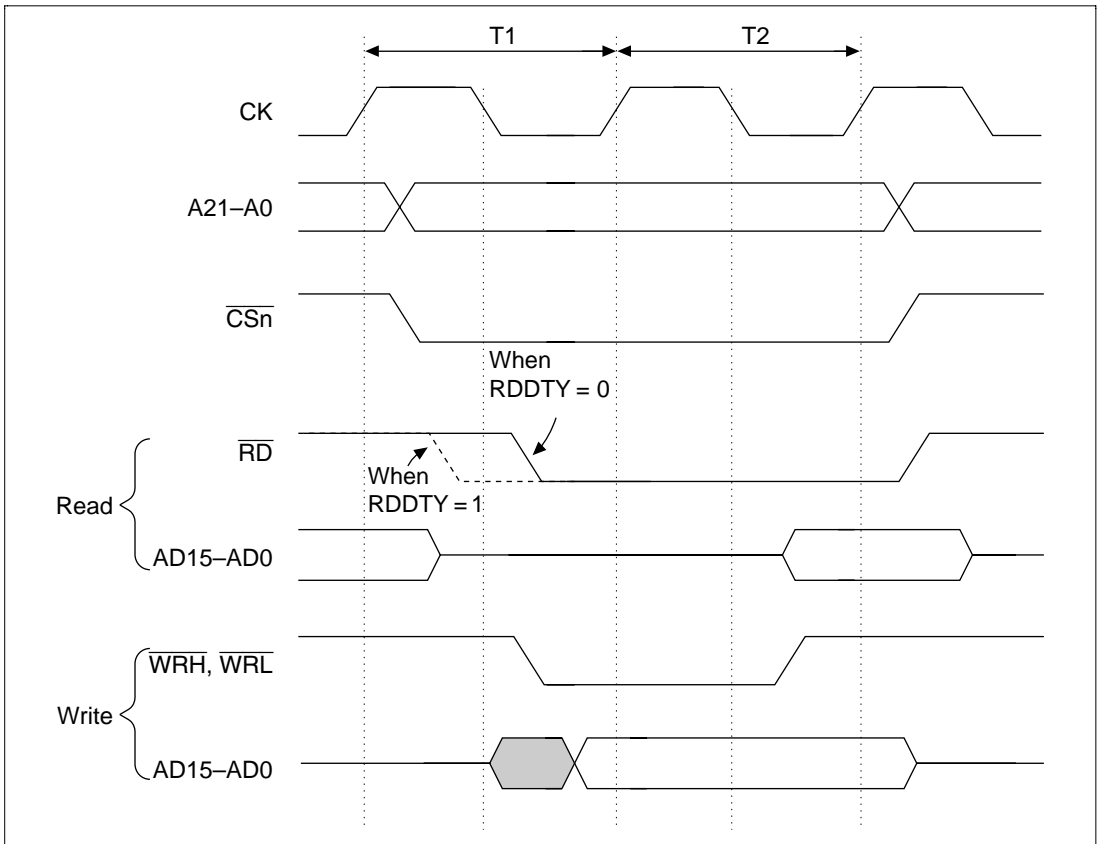 T1 T2
CK
A21–A0
CSn
When
RDDTY = 0
RD
When
RDDTY = 1
Read
AD15–AD0
WRH, WRL
Write
AD15–AD0